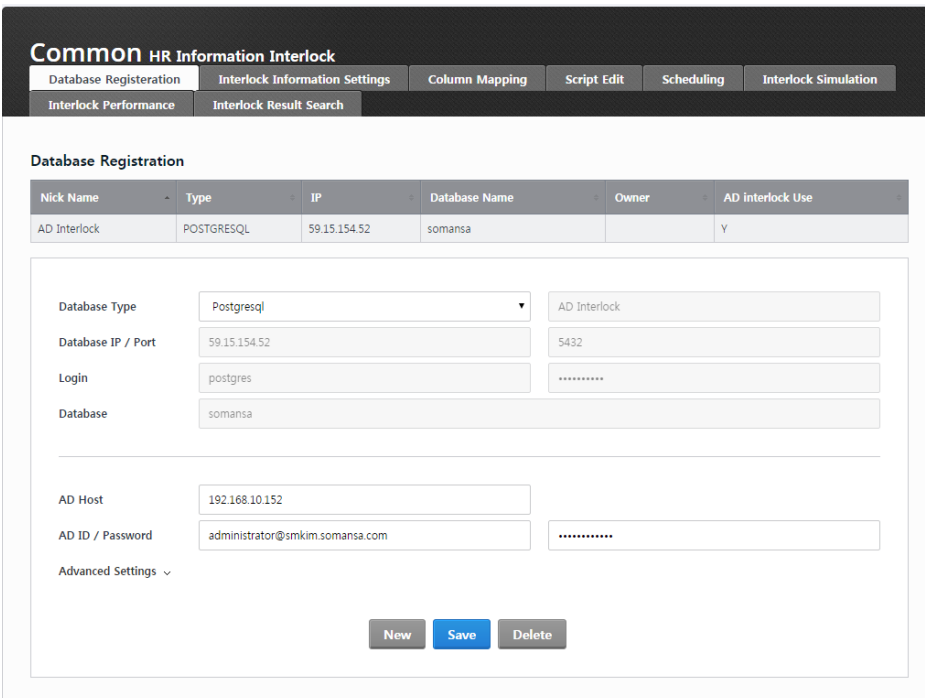 Common HR Information Interlock
Database Registeration Interlock Information Settings Column Mapping Script Edit Scheduling Interlock Simulation
Interlock Performance Interlock Result Search
Database Registration
Nick Name Type IP Database Name Owner AD interlock Use
AD Interlock POSTGRESQL 59.15.154.52 somansa Y
Database Type Postgresql AD Interlock
Database IP / Port 59.15.154.52 5432
Login postgres ••••••••••
Database somansa
AD Host 192.168.10.152
AD ID / Password administrator@smkim.somansa.com ••••••••••••
Advanced Settings
New Save Delete